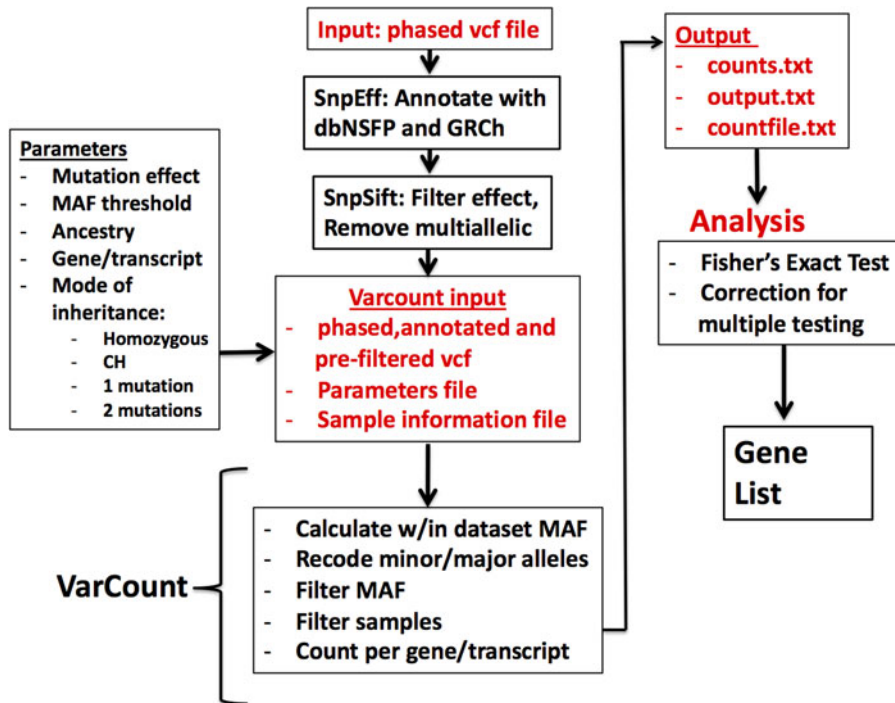 Input: phased vcf file
SnpEff: Annotate with
dbNSFP and GRCh
SnpSift: Filter effect,
Remove multiallelic
Parameters
- Mutation effect
- MAF threshold
- Ancestry
- Gene/transcript
- Mode of
inheritance:
- Homozygous
- CH
- 1 mutation
- 2 mutations
Varcount input
- phased,annotated and
pre-filtered vcf
- Parameters file
- Sample information file
VarCount
- Calculate w/in dataset MAF
- Recode minor/major alleles
- Filter MAF
- Filter samples
- Count per gene/transcript
Output
- counts.txt
- output.txt
- countfile.txt
Analysis
- Fisher's Exact Test
- Correction for
multiple testing
Gene
List